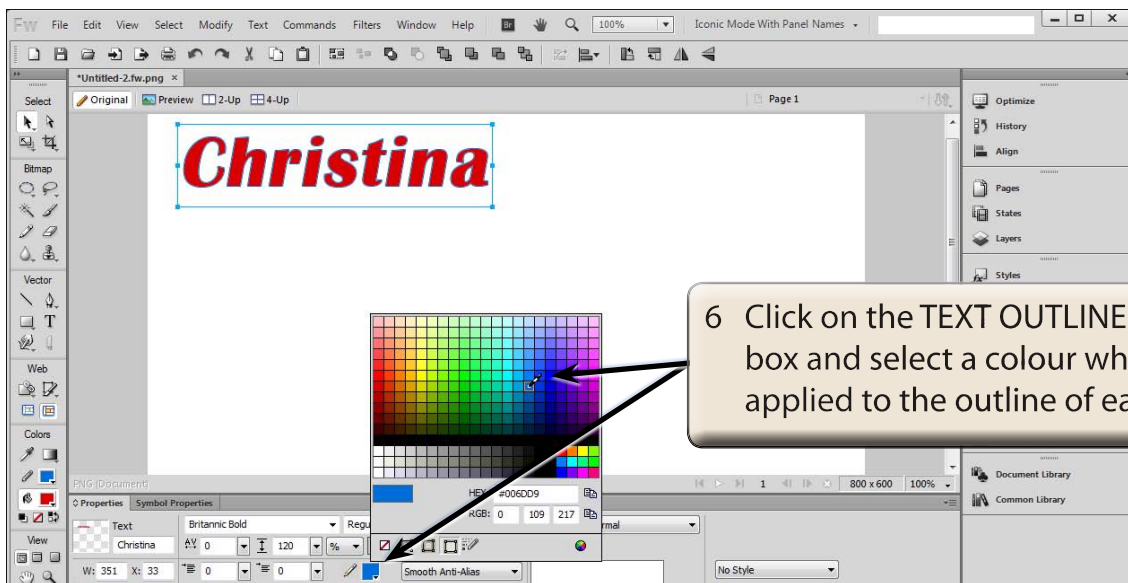 Fw File Edit View Select Modify Text Commands Filters Window Help Br 100% Iconic Mode With Panel Names
*Untitled-2.fw.png ×
Select Original Preview 2-Up 4-Up Page 1
Optimize
History
Align
Pages
States
Layers
Styles
Bitmap
Vector
T
Web
Colors
View
Christina
6 Click on the TEXT OUTLINE
box and select a colour wh
applied to the outline of ea
HEX: #006DD9
RGB: 0 109 217
PNG (Document) 1 800 x 600 100%
Document Library
Common Library
Properties Symbol Properties
Text Britannic Bold Regu rmal
Christina AV 0 120 %
W: 351 X: 33 0 0 Smooth Anti-Alias No Style